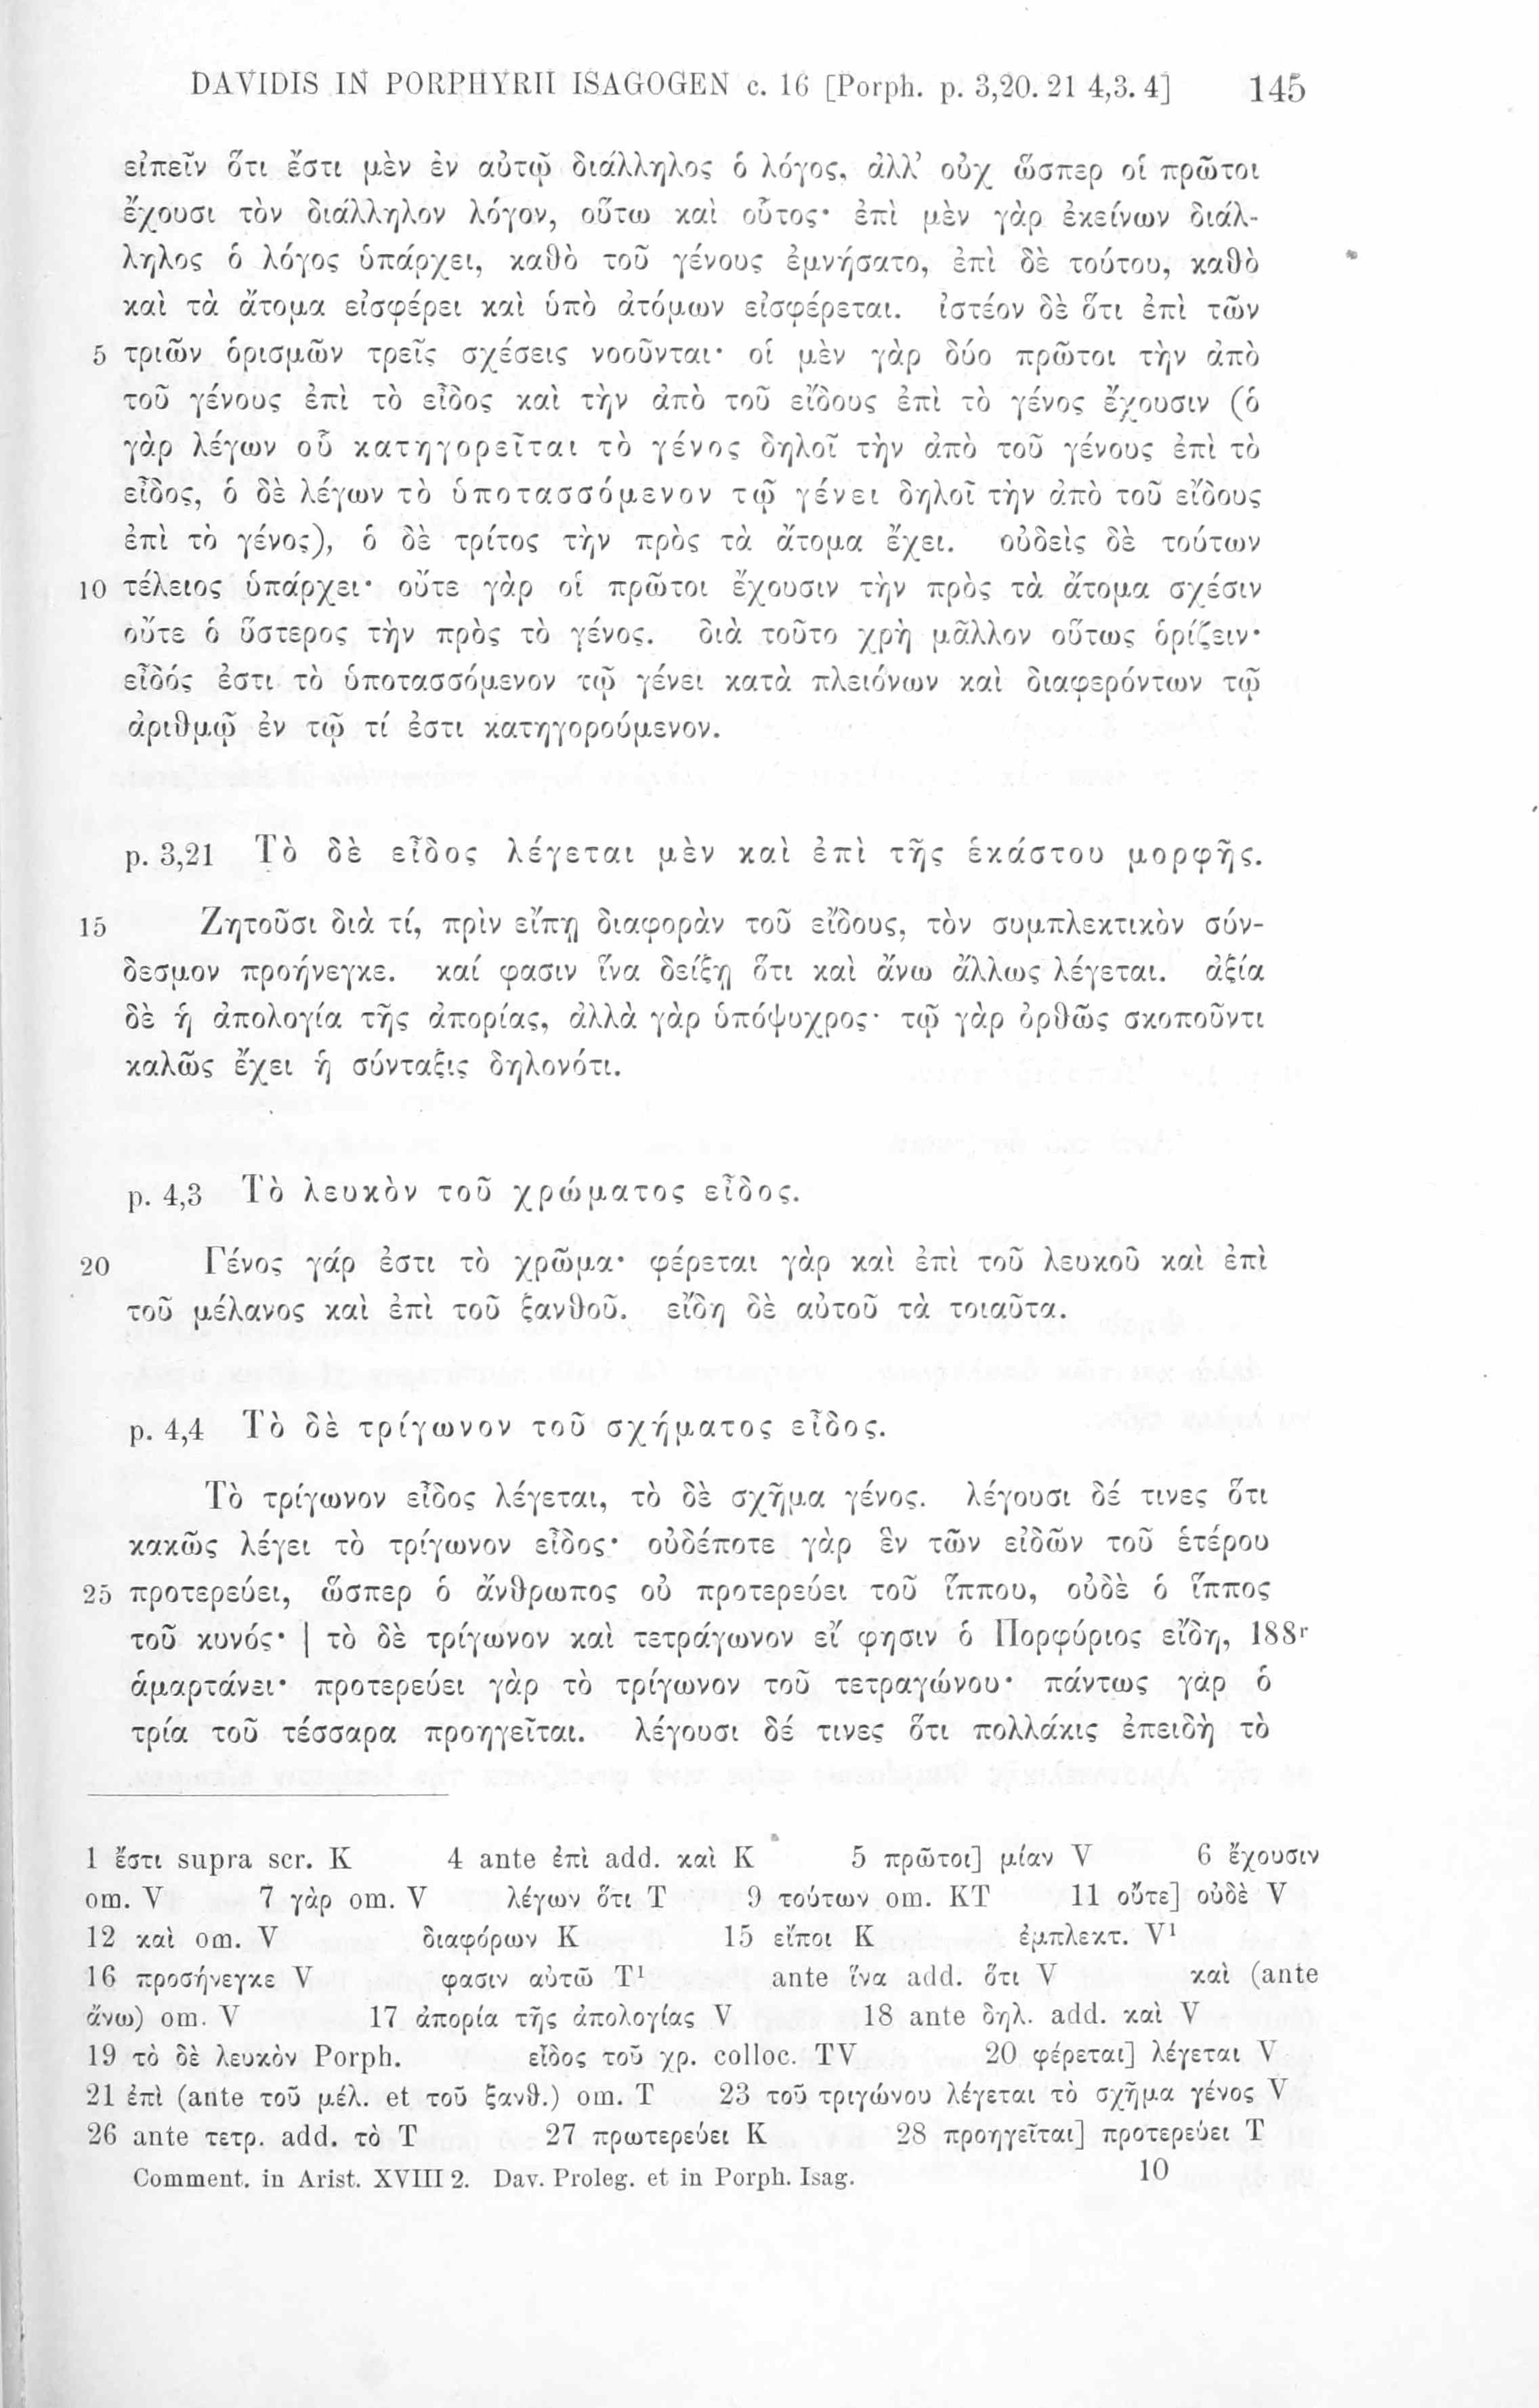 DAVIDIS IN PORPHYRII ISAGOGEN c. 16 [Porph. p. 3,20. 21 4,3. 4] 145
εἰπεῖν ὅτι ἔστι μὲν ἐν αὐτῷ διάλληλος ὁ λόγος, ἀλλ’ οὐχ ὥσπερ οἱ πρῶτοι
ἔχουσι τὸν διάλληλον λόγον, οὕτω καὶ οὗτος· ἐπὶ μὲν γὰρ ἐκείνων διάλ-
ληλος ὁ λόγος ὑπάρχει, καθὸ τοῦ γένους ἐμνήσατο, ἐπὶ δὲ τούτου, καθὸ
καὶ τὰ ἄτομα εἰσφέρει καὶ ὑπὸ ἀτόμων εἰσφέρεται. ἰστέον δὲ ὅτι ἐπὶ τῶν
5 τριῶν ὁρισμῶν τρεῖς σχέσεις νοοῦνται· οἱ μὲν γὰρ δύο πρῶτοι τὴν ἀπὸ
τοῦ γένους ἐπὶ τὸ εἶδος καὶ τὴν ἀπὸ τοῦ εἴδους ἐπὶ τὸ γένος ἔχουσιν (ὁ
γὰρ λέγων οὗ κατηγορεῖται τὸ γένος δηλοῖ τὴν ἀπὸ τοῦ γένους ἐπὶ τὸ
εἶδος, ὁ δὲ λέγων τὸ ὑποτασσόμενον τῷ γένει δηλοῖ τὴν ἀπὸ τοῦ εἴδους
ἐπὶ τὸ γένος), ὁ δὲ τρίτος τὴν πρὸς τὰ ἄτομα ἔχει. οὐδεὶς δὲ τούτων
10 τέλειος ὑπάρχει· οὔτε γὰρ οἱ πρῶτοι ἔχουσιν τὴν πρὸς τὰ ἄτομα σχέσιν
οὔτε ὁ ὕστερος τὴν πρὸς τὸ γένος. διὰ τοῦτο χρὴ μᾶλλον οὕτως ὁρίζειν·
εἶδός ἐστι τὸ ὑποτασσόμενον τῷ γένει κατὰ πλειόνων καὶ διαφερόντων τῷ
ἀριθμῷ ἐν τῷ τί ἐστι κατηγορούμενον.
p. 3,21 Τὸ δὲ εἶδος λέγεται μὲν καὶ ἐπὶ τῆς ἑκάστου μορφῆς.
15 Ζητοῦσι διὰ τί, πρὶν εἴπῃ διαφορὰν τοῦ εἴδους, τὸν συμπλεκτικὸν σύν-
δεσμον προήνεγκε. καί φασιν ἵνα δείξῃ ὅτι καὶ ἄνω ἄλλως λέγεται. ἀξία
δὲ ἡ ἀπολογία τῆς ἀπορίας, ἀλλὰ γὰρ ὑπόψυχρος· τῷ γὰρ ὀρθῶς σκοποῦντι
καλῶς ἔχει ἡ σύνταξις δηλονότι.
p. 4,3 Τὸ λευκὸν τοῦ χρώματος εἶδος.
20 Γένος γάρ ἐστι τὸ χρῶμα· φέρεται γὰρ καὶ ἐπὶ τοῦ λευκοῦ καὶ ἐπὶ
τοῦ μέλανος καὶ ἐπὶ τοῦ ξανθοῦ. εἴδη δὲ αὐτοῦ τὰ τοιαῦτα.
p. 4,4 Τὸ δὲ τρίγωνον τοῦ σχήματος εἶδος.
Τὸ τρίγωνον εἶδος λέγεται, τὸ δὲ σχῆμα γένος. λέγουσι δέ τινες ὅτι
κακῶς λέγει τὸ τρίγωνον εἶδος· οὐδέποτε γὰρ ἓν τῶν εἰδῶν τοῦ ἑτέρου
25 προτερεύει, ὥσπερ ὁ ἄνθρωπος οὐ προτερεύει τοῦ ἵππου, οὐδὲ ὁ ἵππος
τοῦ κυνός· | τὸ δὲ τρίγωνον καὶ τετράγωνον εἴ φησιν ὁ Πορφύριος εἴδη, 188r
ἁμαρτάνει· προτερεύει γὰρ τὸ τρίγωνον τοῦ τετραγώνου· πάντως γὰρ ὁ
τρία τοῦ τέσσαρα προηγεῖται. λέγουσι δέ τινες ὅτι πολλάκις ἐπειδὴ τὸ
1 ἔστι supra scr. K 4 ante ἐπὶ add. καὶ K 5 πρῶτοι] μίαν V 6 ἔχουσιν
om. V 7 γὰρ om. V λέγων ὅτι T 9 τούτων om. KT 11 οὔτε] οὐδὲ V
12 καὶ om. V διαφόρων K 15 εἴποι K ἐμπλεκτ. V¹
16 προσήνεγκε V φασιν αὐτῶ T¹ ante ἵνα add. ὅτι V καὶ (ante
ἄνω) om. V 17 ἀπορία τῆς ἀπολογίας V 18 ante δηλ. add. καὶ V
19 τὸ δὲ λευκὸν Porph. εἶδος τοῦ χρ. colloc. TV 20 φέρεται] λέγεται V
21 ἐπὶ (ante τοῦ μέλ. et τοῦ ξανθ.) om. T 23 τοῦ τριγώνου λέγεται τὸ σχῆμα γένος V
26 ante τετρ. add. τὸ T 27 πρωτερεύει K 28 προηγεῖται] προτερεύει T
Comment. in Arist. XVIII 2. Dav. Proleg. et in Porph. Isag. 10